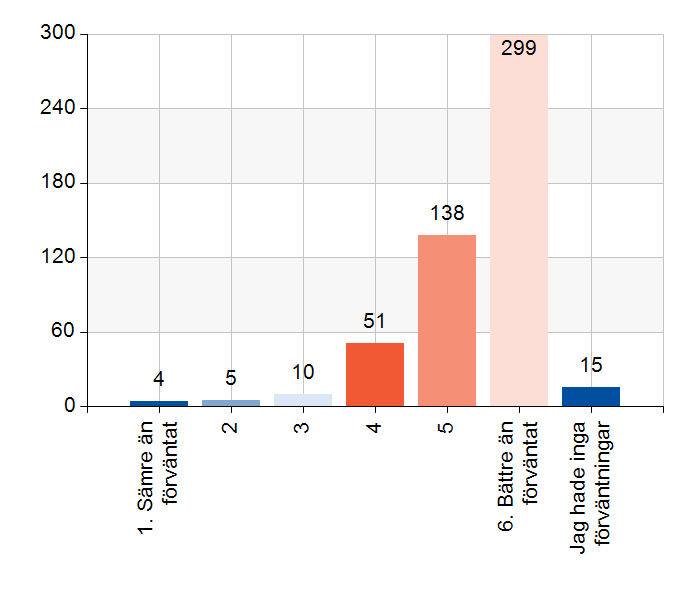 300
240
180
120
60
0
4
5
10
51
138
299
15
1. Sämre än
förväntat
2
3
4
5
6. Bättre än
förväntat
Jag hade inga
förväntningar